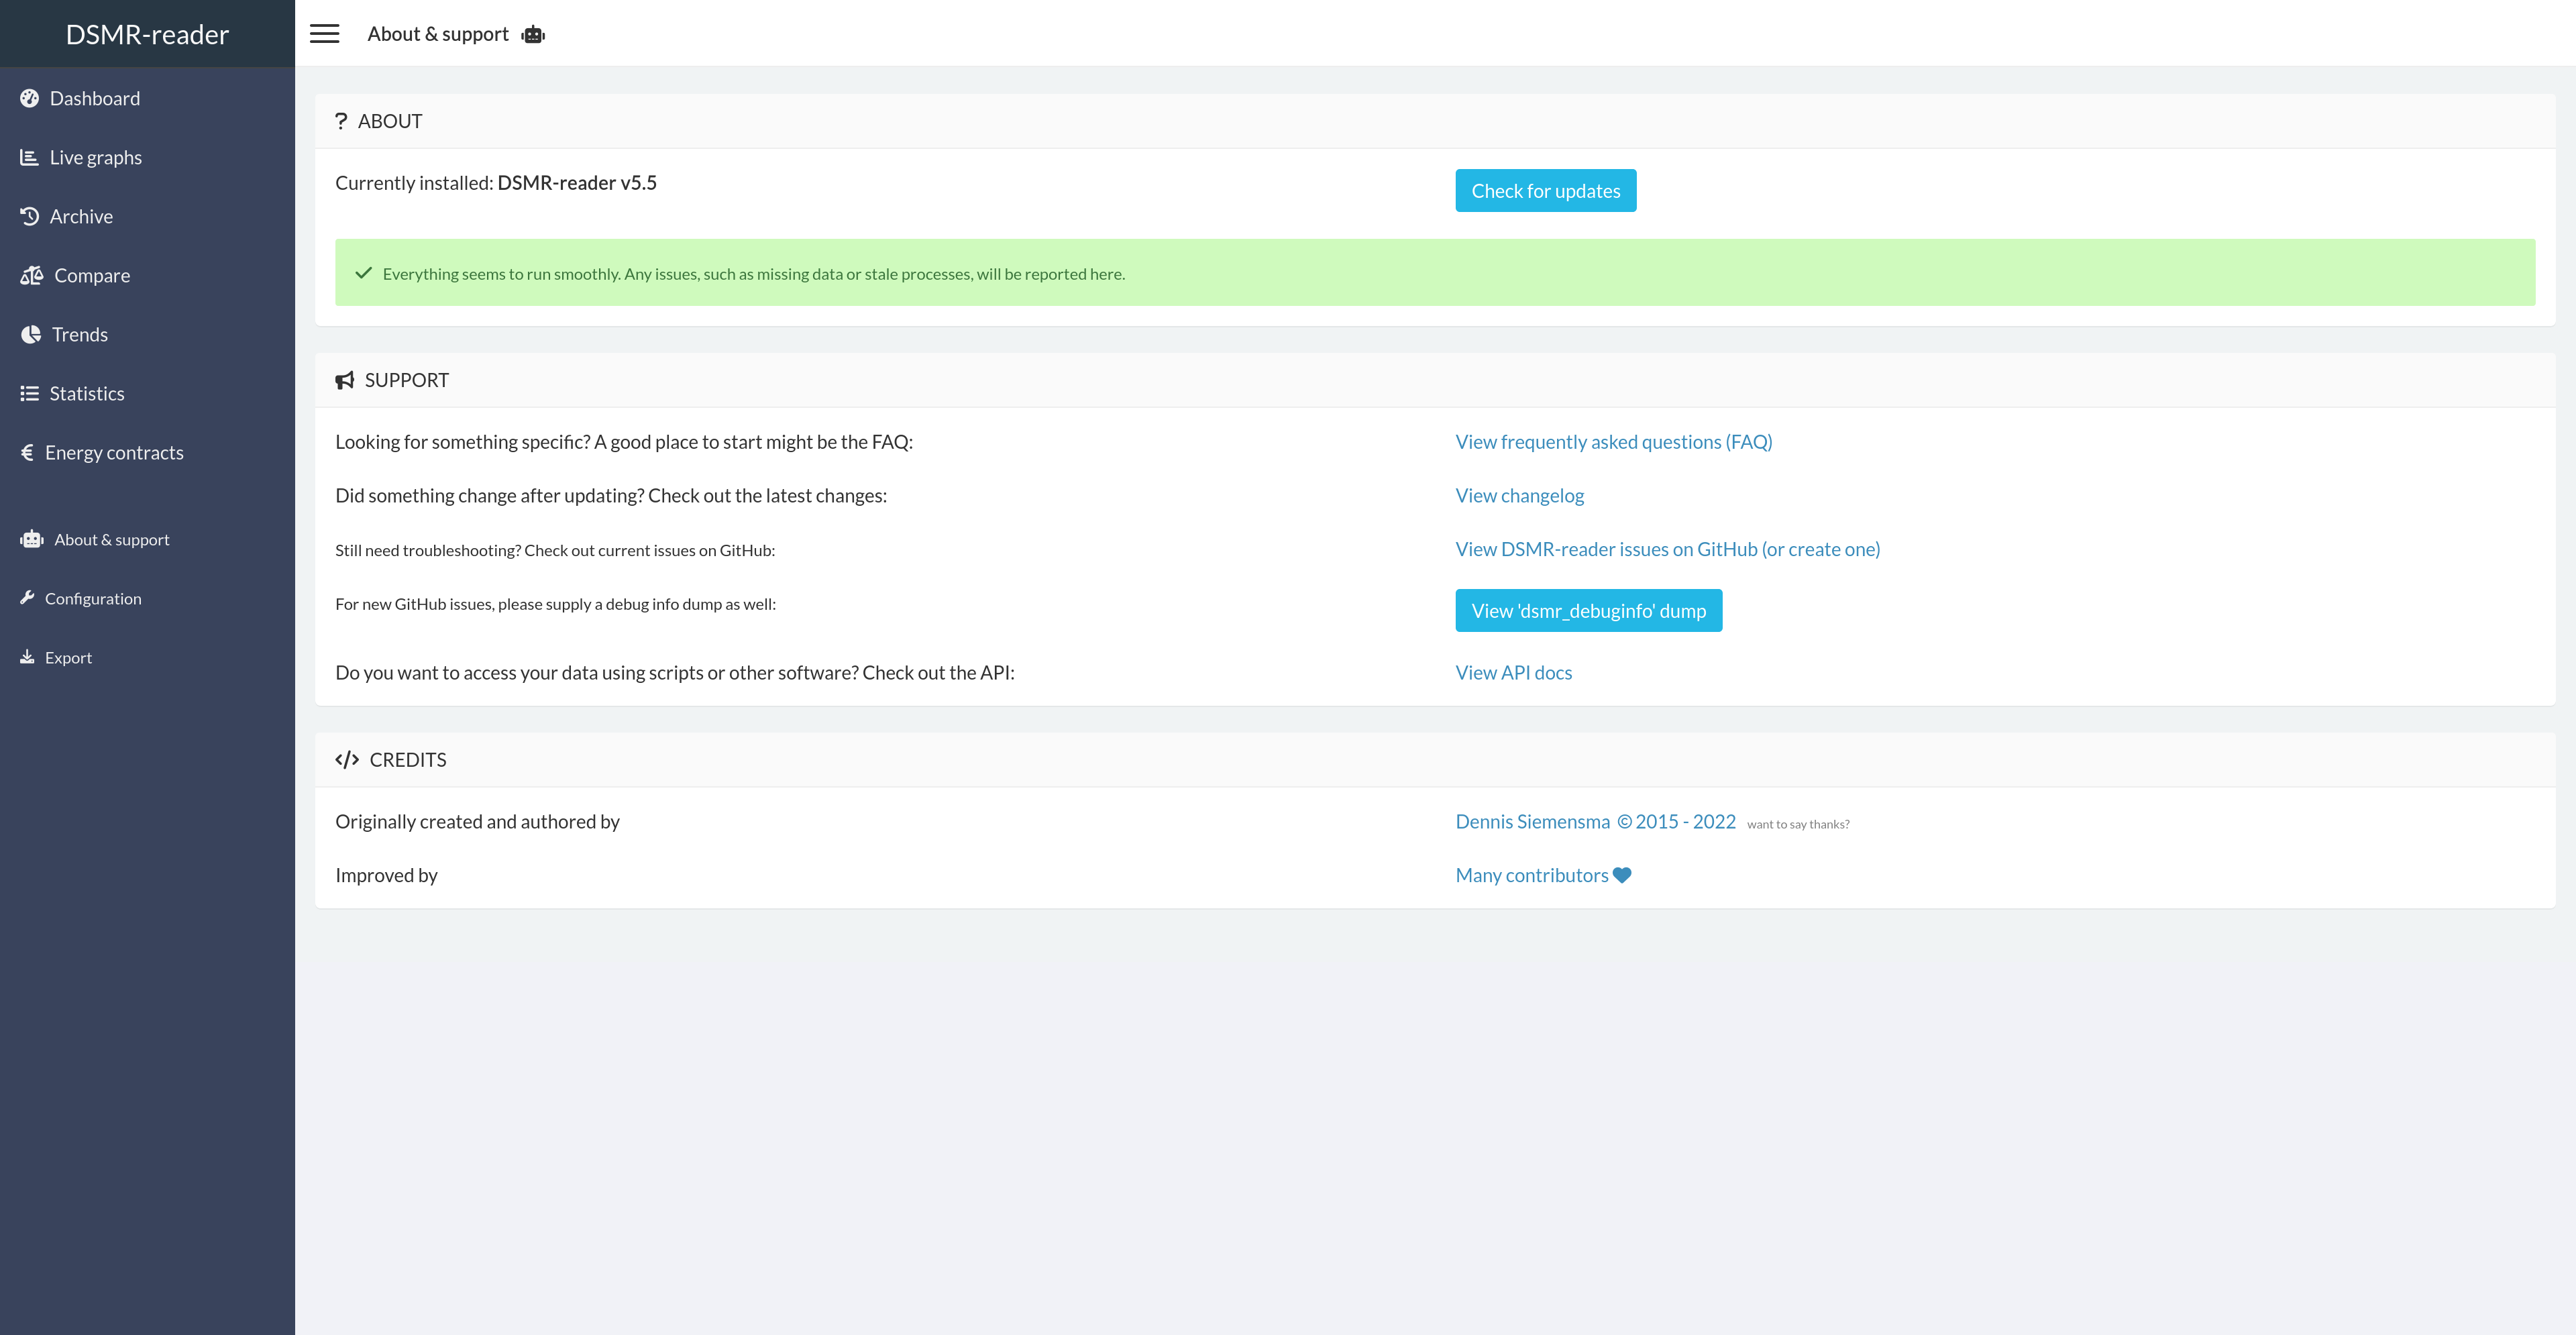 DSMR-reader
About & support
Dashboard
Live graphs
Archive
Compare
Trends
Statistics
€ Energy contracts
About & support
Configuration
Export
? ABOUT
Currently installed: DSMR-reader v5.5
Check for updates
Everything seems to run smoothly. Any issues, such as missing data or stale processes, will be reported here.
SUPPORT
Looking for something specific? A good place to start might be the FAQ:
View frequently asked questions (FAQ)
Did something change after updating? Check out the latest changes:
View changelog
Still need troubleshooting? Check out current issues on GitHub:
View DSMR-reader issues on GitHub (or create one)
For new GitHub issues, please supply a debug info dump as well:
View 'dsmr_debuginfo' dump
Do you want to access your data using scripts or other software? Check out the API:
View API docs
</> CREDITS
Originally created and authored by
Dennis Siemensma © 2015 - 2022 want to say thanks?
Improved by
Many contributors